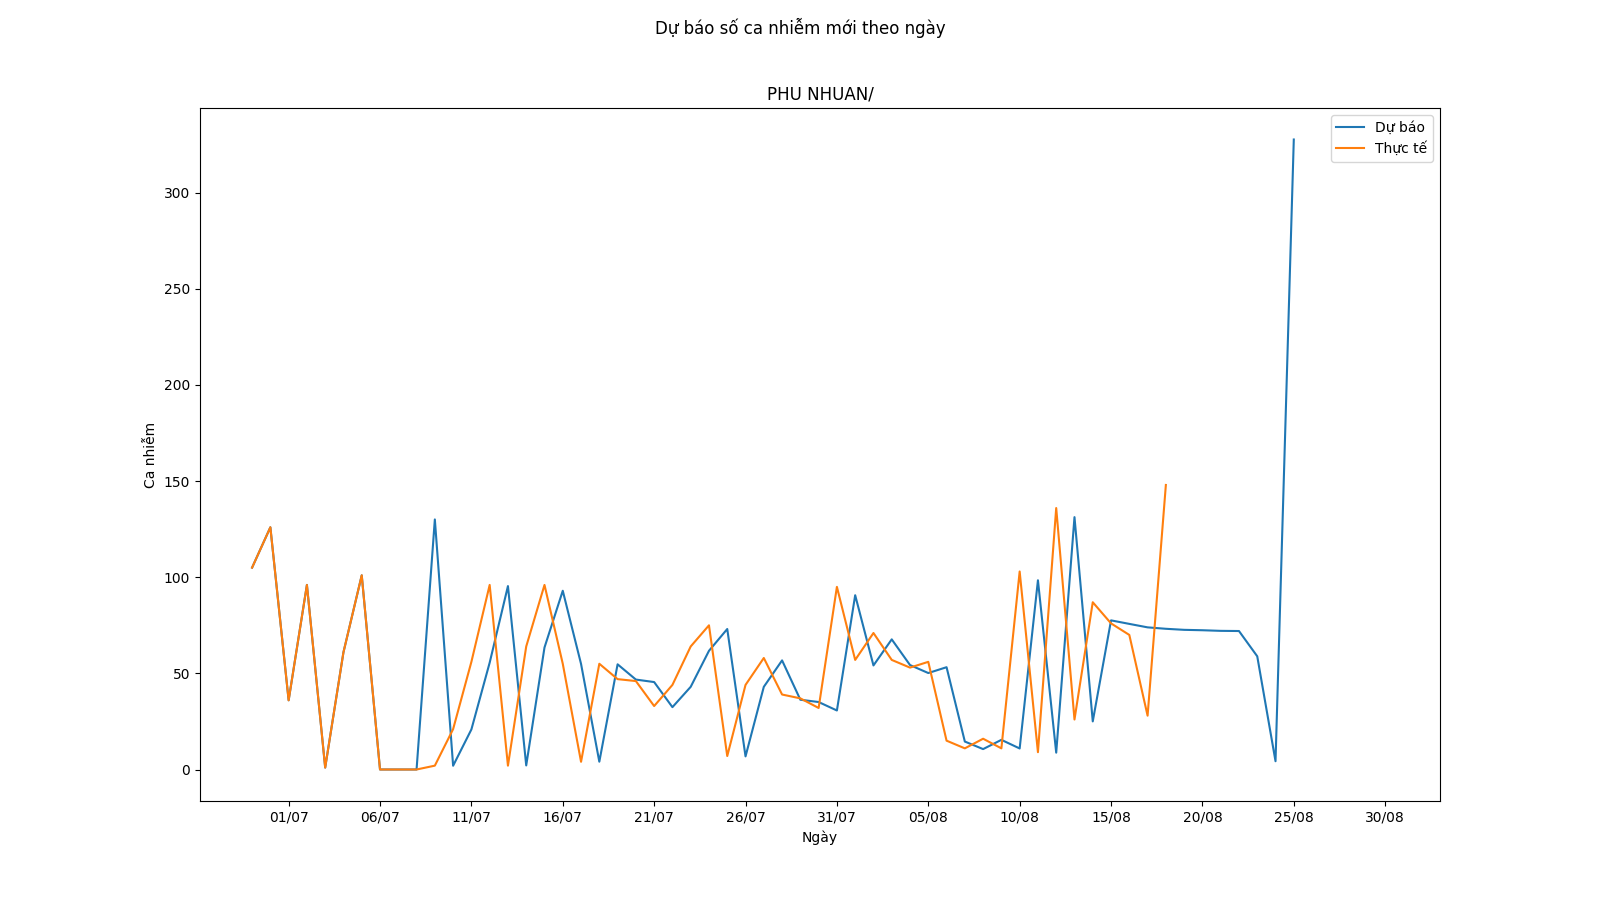 Dự báo số ca nhiễm mới theo ngày
PHU NHUAN/
Dự báo
Thực tế
300
250
200
150
100
50
0
Ca nhiễm
01/07 06/07 11/07 16/07 21/07 26/07 31/07 05/08 10/08 15/08 20/08 25/08 30/08
Ngày